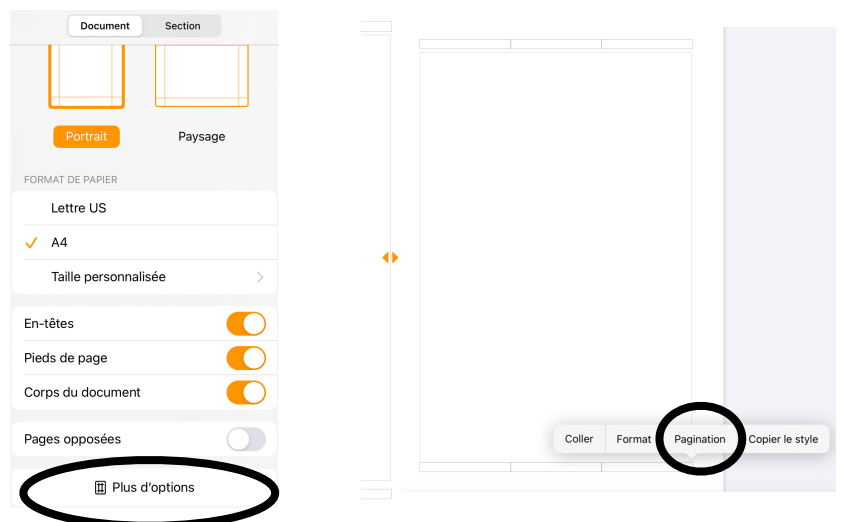 Document Section
Portrait Paysage
FORMAT DE PAPIER
Lettre US
A4
Taille personnalisée
En-têtes
Pieds de page
Corps du document
Pages opposées
Plus d'options
Coller Format Pagination Copier le style